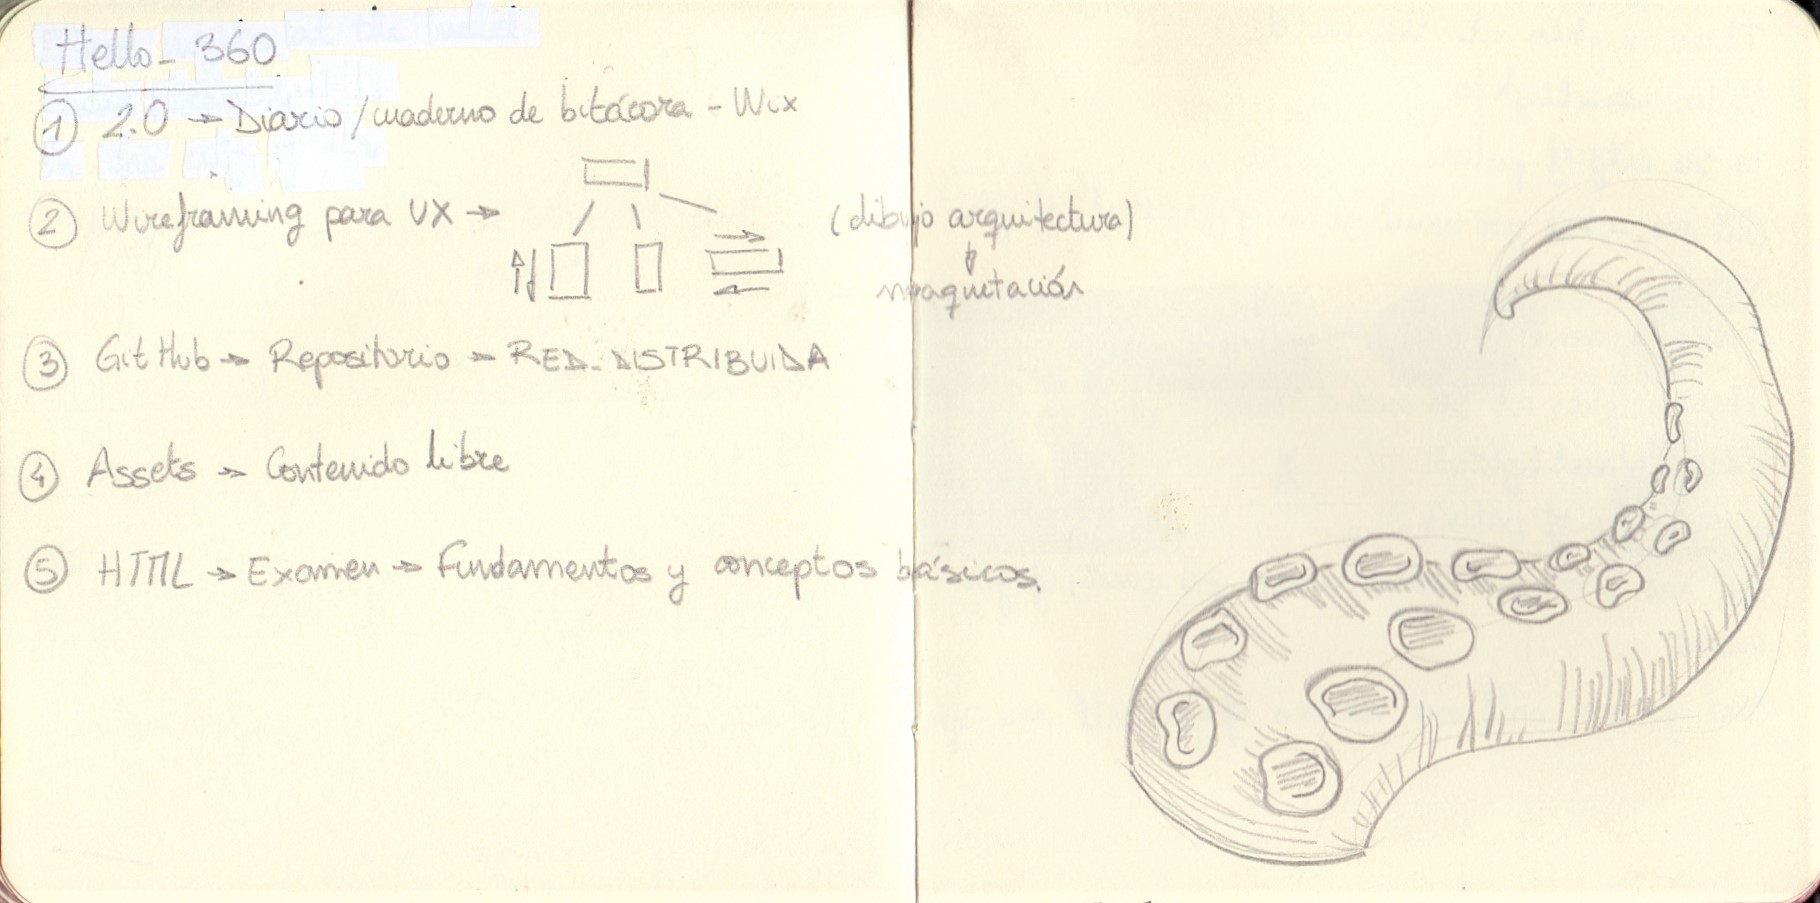 Hello_ 360
① 2.0 → Diario/cuaderno de bitácora - Wix
② Wireframing para UX → (dibujo arquitectura)
↓
maquetación
③ GitHub → Repositorio → RED_DISTRIBUIDA
④ Assets → Contenido libre
⑤ HTML → Examen → Fundamentos y conceptos básicos.